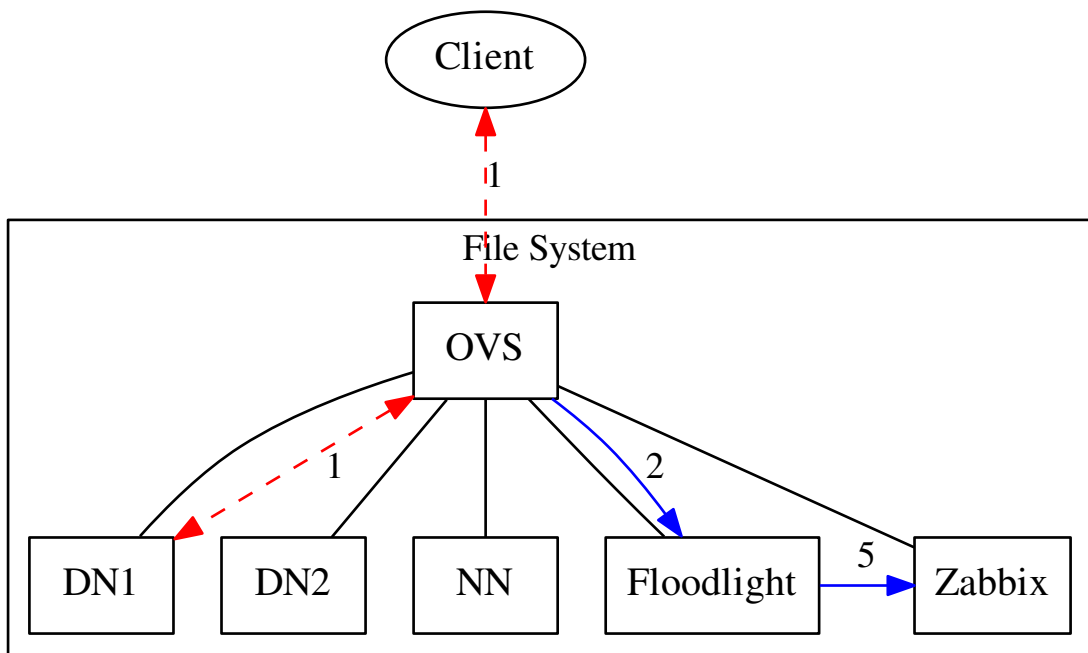 Client
1
File System
OVS
1
2
DN1
DN2
NN
Floodlight
5
Zabbix